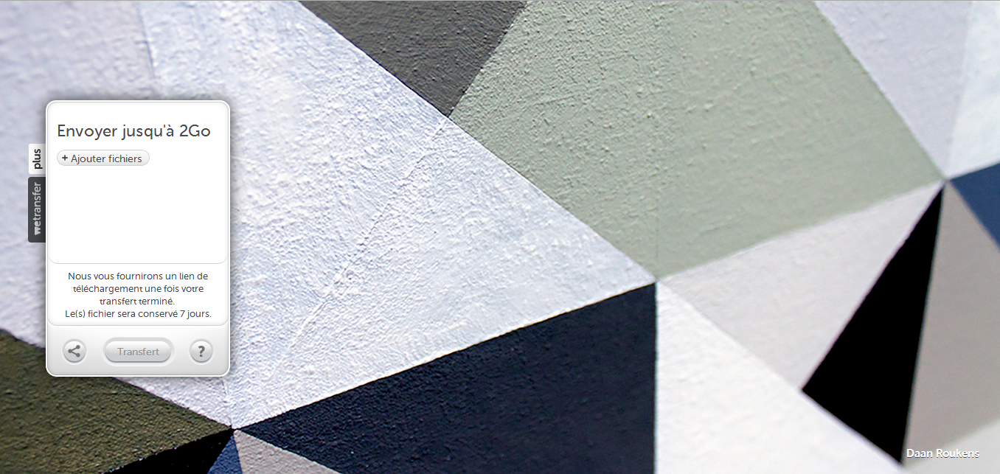 Envoyer jusqu'à 2Go
+ Ajouter fichiers
plus
wetransfer
Nous vous fournirons un lien de
téléchargement une fois votre
transfert terminé.
Le(s) fichier sera conservé 7 jours.
Transfert
?
Daan Roukens